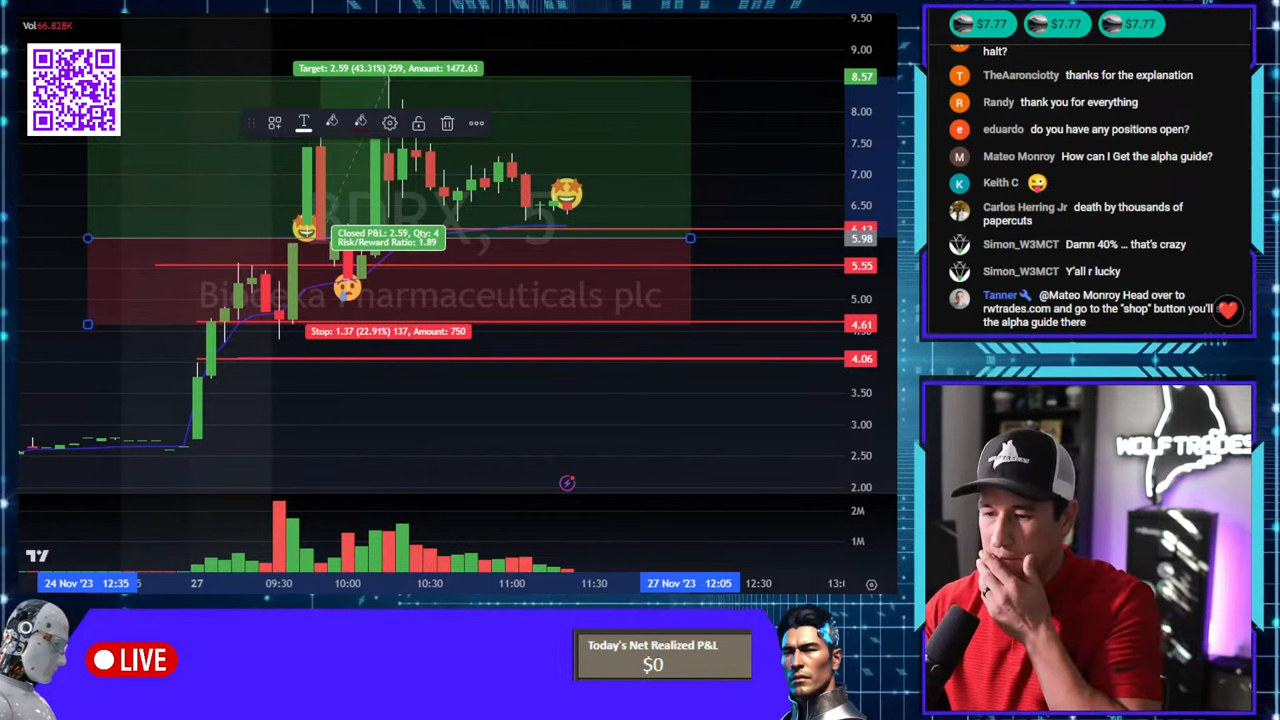 Vol66.828K
9.50
9.00
8.57
8.00
7.50
7.00
6.50
5.98
5.55
5.00
4.61
4.06
3.50
3.00
2.50
2.00
2M
1M
Target: 2.59 (43.31%) 259, Amount: 1472.63
Closed P&L: 2.59, Qty: 4
Risk/Reward Ratio: 1.89
Pharmaceuticals plc
Stop: 1.37 (22.91%) 137, Amount: 750
24 Nov '23 12:35
27
09:30
10:00
10:30
11:00
11:30
27 Nov '23 12:05
12:30
LIVE
Today's Net Realized P&L
$0
$7.77
$7.77
$7.77
halt?
TheAaronciotty thanks for the explanation
Randy thank you for everything
eduardo do you have any positions open?
Mateo Monroy How can I Get the alpha guide?
Keith C
Carlos Herring Jr death by thousands of
papercuts
Simon_W3MCT Damn 40% … that's crazy
Simon_W3MCT Y'all r lucky
Tanner @Mateo Monroy Head over to
rwtrades.com and go to the "shop" button you'll
the alpha guide there
WOLF TRADES